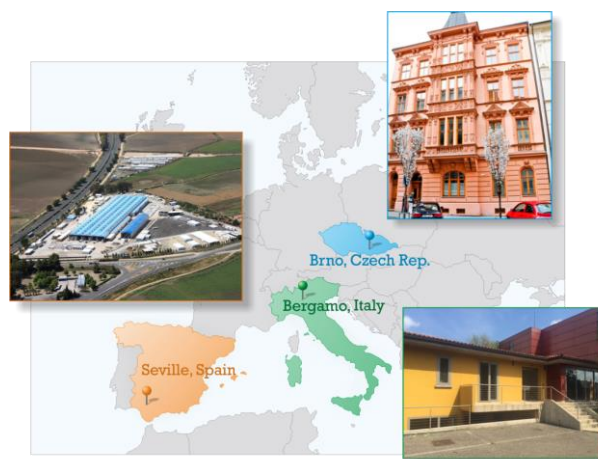 Brno, Czech Rep.
Bergamo, Italy
Seville, Spain